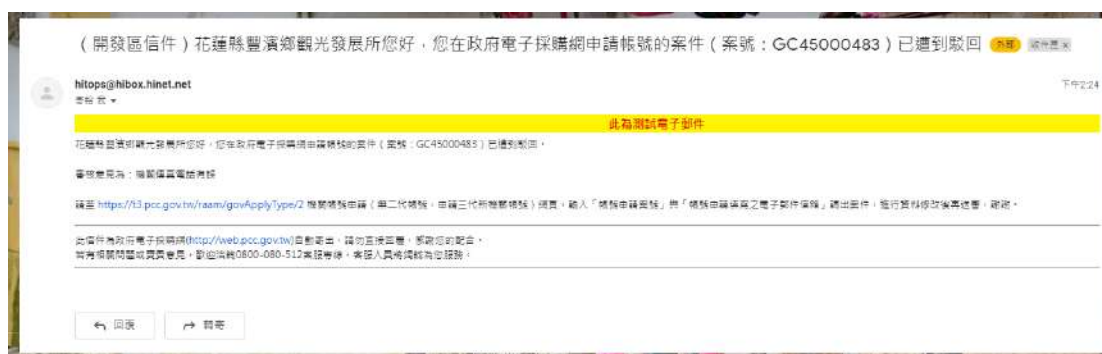 （開發區信件）花蓮縣豐濱鄉觀光發展所您好，您在政府電子採購網申請帳號的案件（案號：GC45000483）已遭到駁回 外部 收件匣 x
hitops@hibox.hinet.net
下午2:24
寄給 我
此為測試電子郵件
花蓮縣豐濱鄉觀光發展所您好，您在政府電子採購網申請帳號的案件（案號：GC45000483）已遭到駁回。
審核意見為：機關傳真電話有誤
請至 https://t3.pcc.gov.tw/raam/govApplyType/2 機關帳號申請（無二代帳號，申請三代新機關帳號）網頁，輸入「帳號申請案號」與「帳號申請填寫之電子郵件信箱」調出案件，進行資料修改後再送審，謝謝。
此信件為政府電子採購網(http://web.pcc.gov.tw)自動寄出，請勿直接回覆，感謝您的配合。
若有相關問題或寶貴意見，歡迎洽詢0800-080-512客服專線，客服人員將竭誠為您服務。
回覆
轉寄